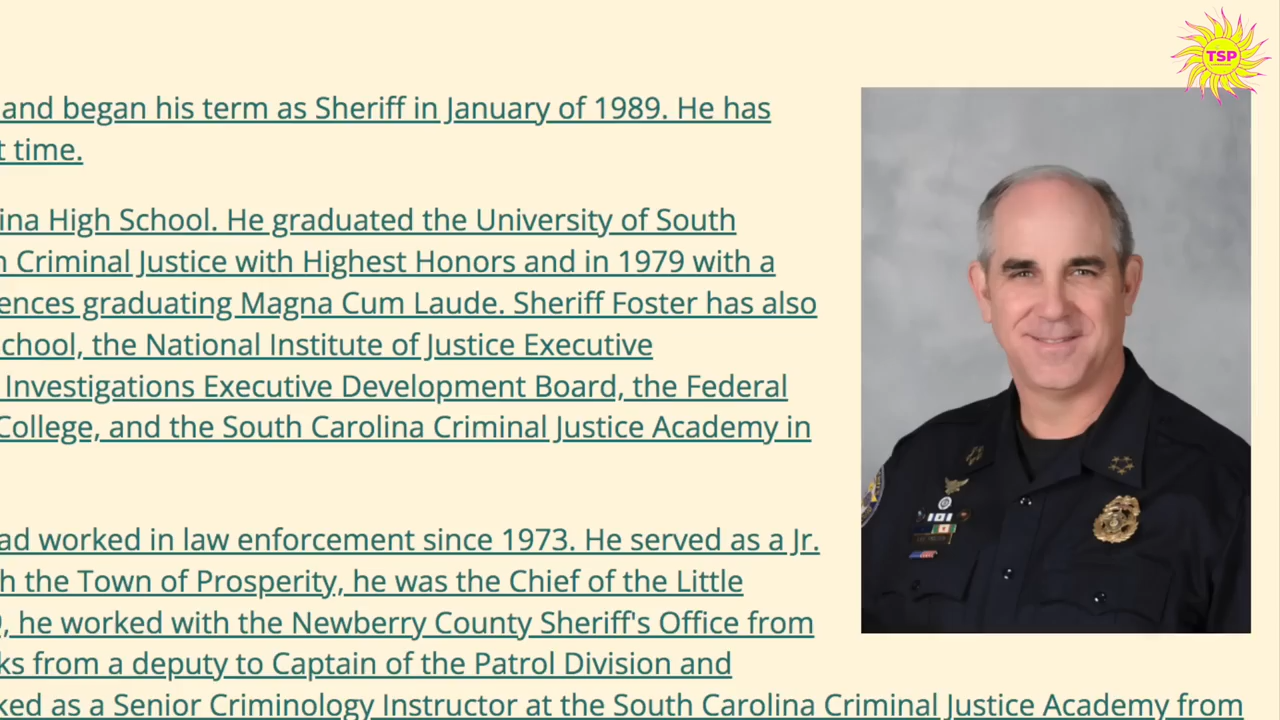 TSP
and began his term as Sheriff in January of 1989. He has
t time.
ina High School. He graduated the University of South
n Criminal Justice with Highest Honors and in 1979 with a
ences graduating Magna Cum Laude. Sheriff Foster has also
chool, the National Institute of Justice Executive
Investigations Executive Development Board, the Federal
College, and the South Carolina Criminal Justice Academy in
ad worked in law enforcement since 1973. He served as a Jr.
h the Town of Prosperity, he was the Chief of the Little
, he worked with the Newberry County Sheriff's Office from
ks from a deputy to Captain of the Patrol Division and
ked as a Senior Criminology Instructor at the South Carolina Criminal Justice Academy from